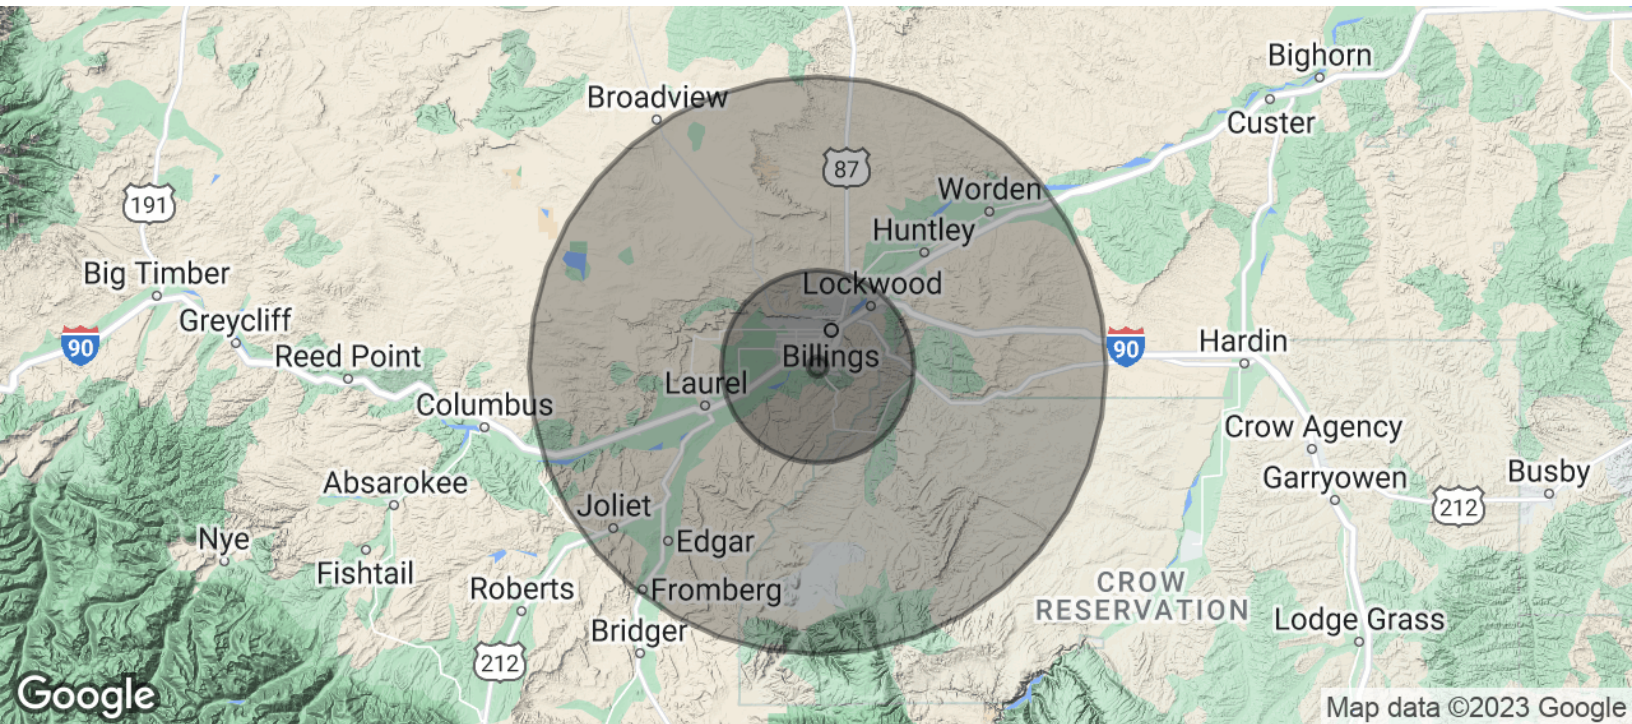 Bighorn
Broadview
Custer
87
Worden
191
Huntley
Big Timber
Lockwood
Greycliff
90
Reed Point
Billings
90
Hardin
Laurel
Columbus
Crow Agency
Absarokee
Garryowen
Busby
Joliet
212
Nye
Edgar
Fishtail
Roberts
Fromberg
CROW
RESERVATION
Bridger
Lodge Grass
212
Google
Map data ©2023 Google